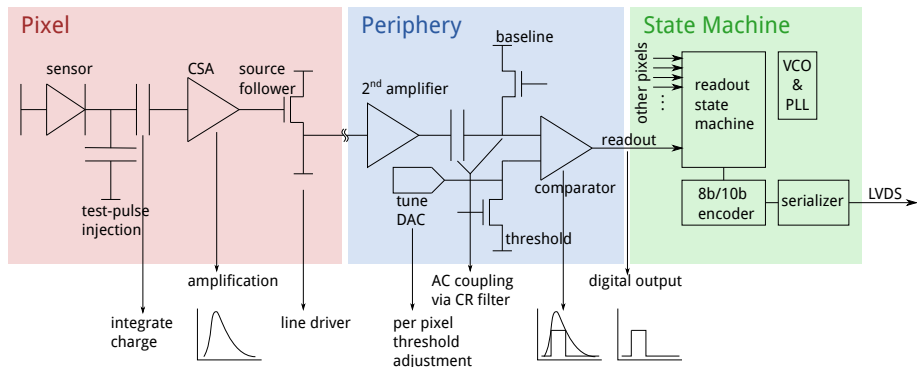 Pixel
Periphery
State Machine
sensor
CSA
source
follower
2nd amplifier
baseline
other pixels
...
readout
state
machine
VCO
&
PLL
readout
comparator
tune
DAC
threshold
test-pulse
injection
8b/10b
encoder
serializer
LVDS
amplification
AC coupling
via CR filter
digital output
integrate
charge
line driver
per pixel
threshold
adjustment